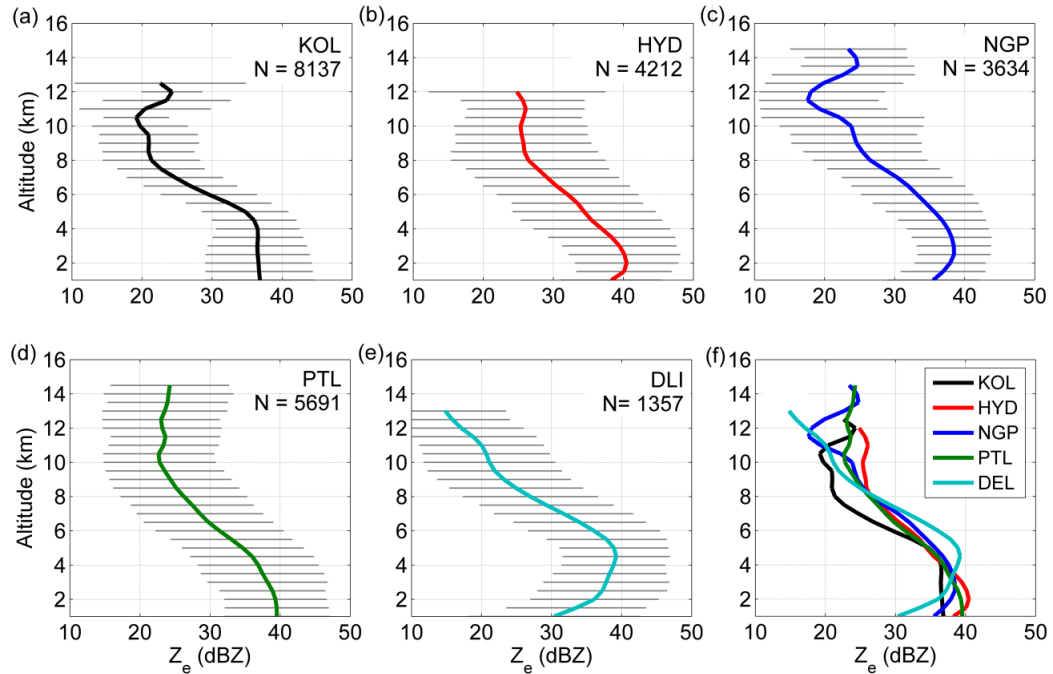 (a)
KOL
N = 8137
Altitude (km)
16
14
12
10
8
6
4
2
10 20 30 40 50
(b)
HYD
N = 4212
16
14
12
10
8
6
4
2
10 20 30 40 50
(c)
NGP
N = 3634
16
14
12
10
8
6
4
2
10 20 30 40 50
(d)
PTL
N = 5691
Altitude (km)
16
14
12
10
8
6
4
2
10 20 30 40 50
Z_e (dBZ)
(e)
DLI
N= 1357
16
14
12
10
8
6
4
2
10 20 30 40 50
Z_e (dBZ)
(f)
KOL
HYD
NGP
PTL
DEL
16
14
12
10
8
6
4
2
10 20 30 40 50
Z_e (dBZ)